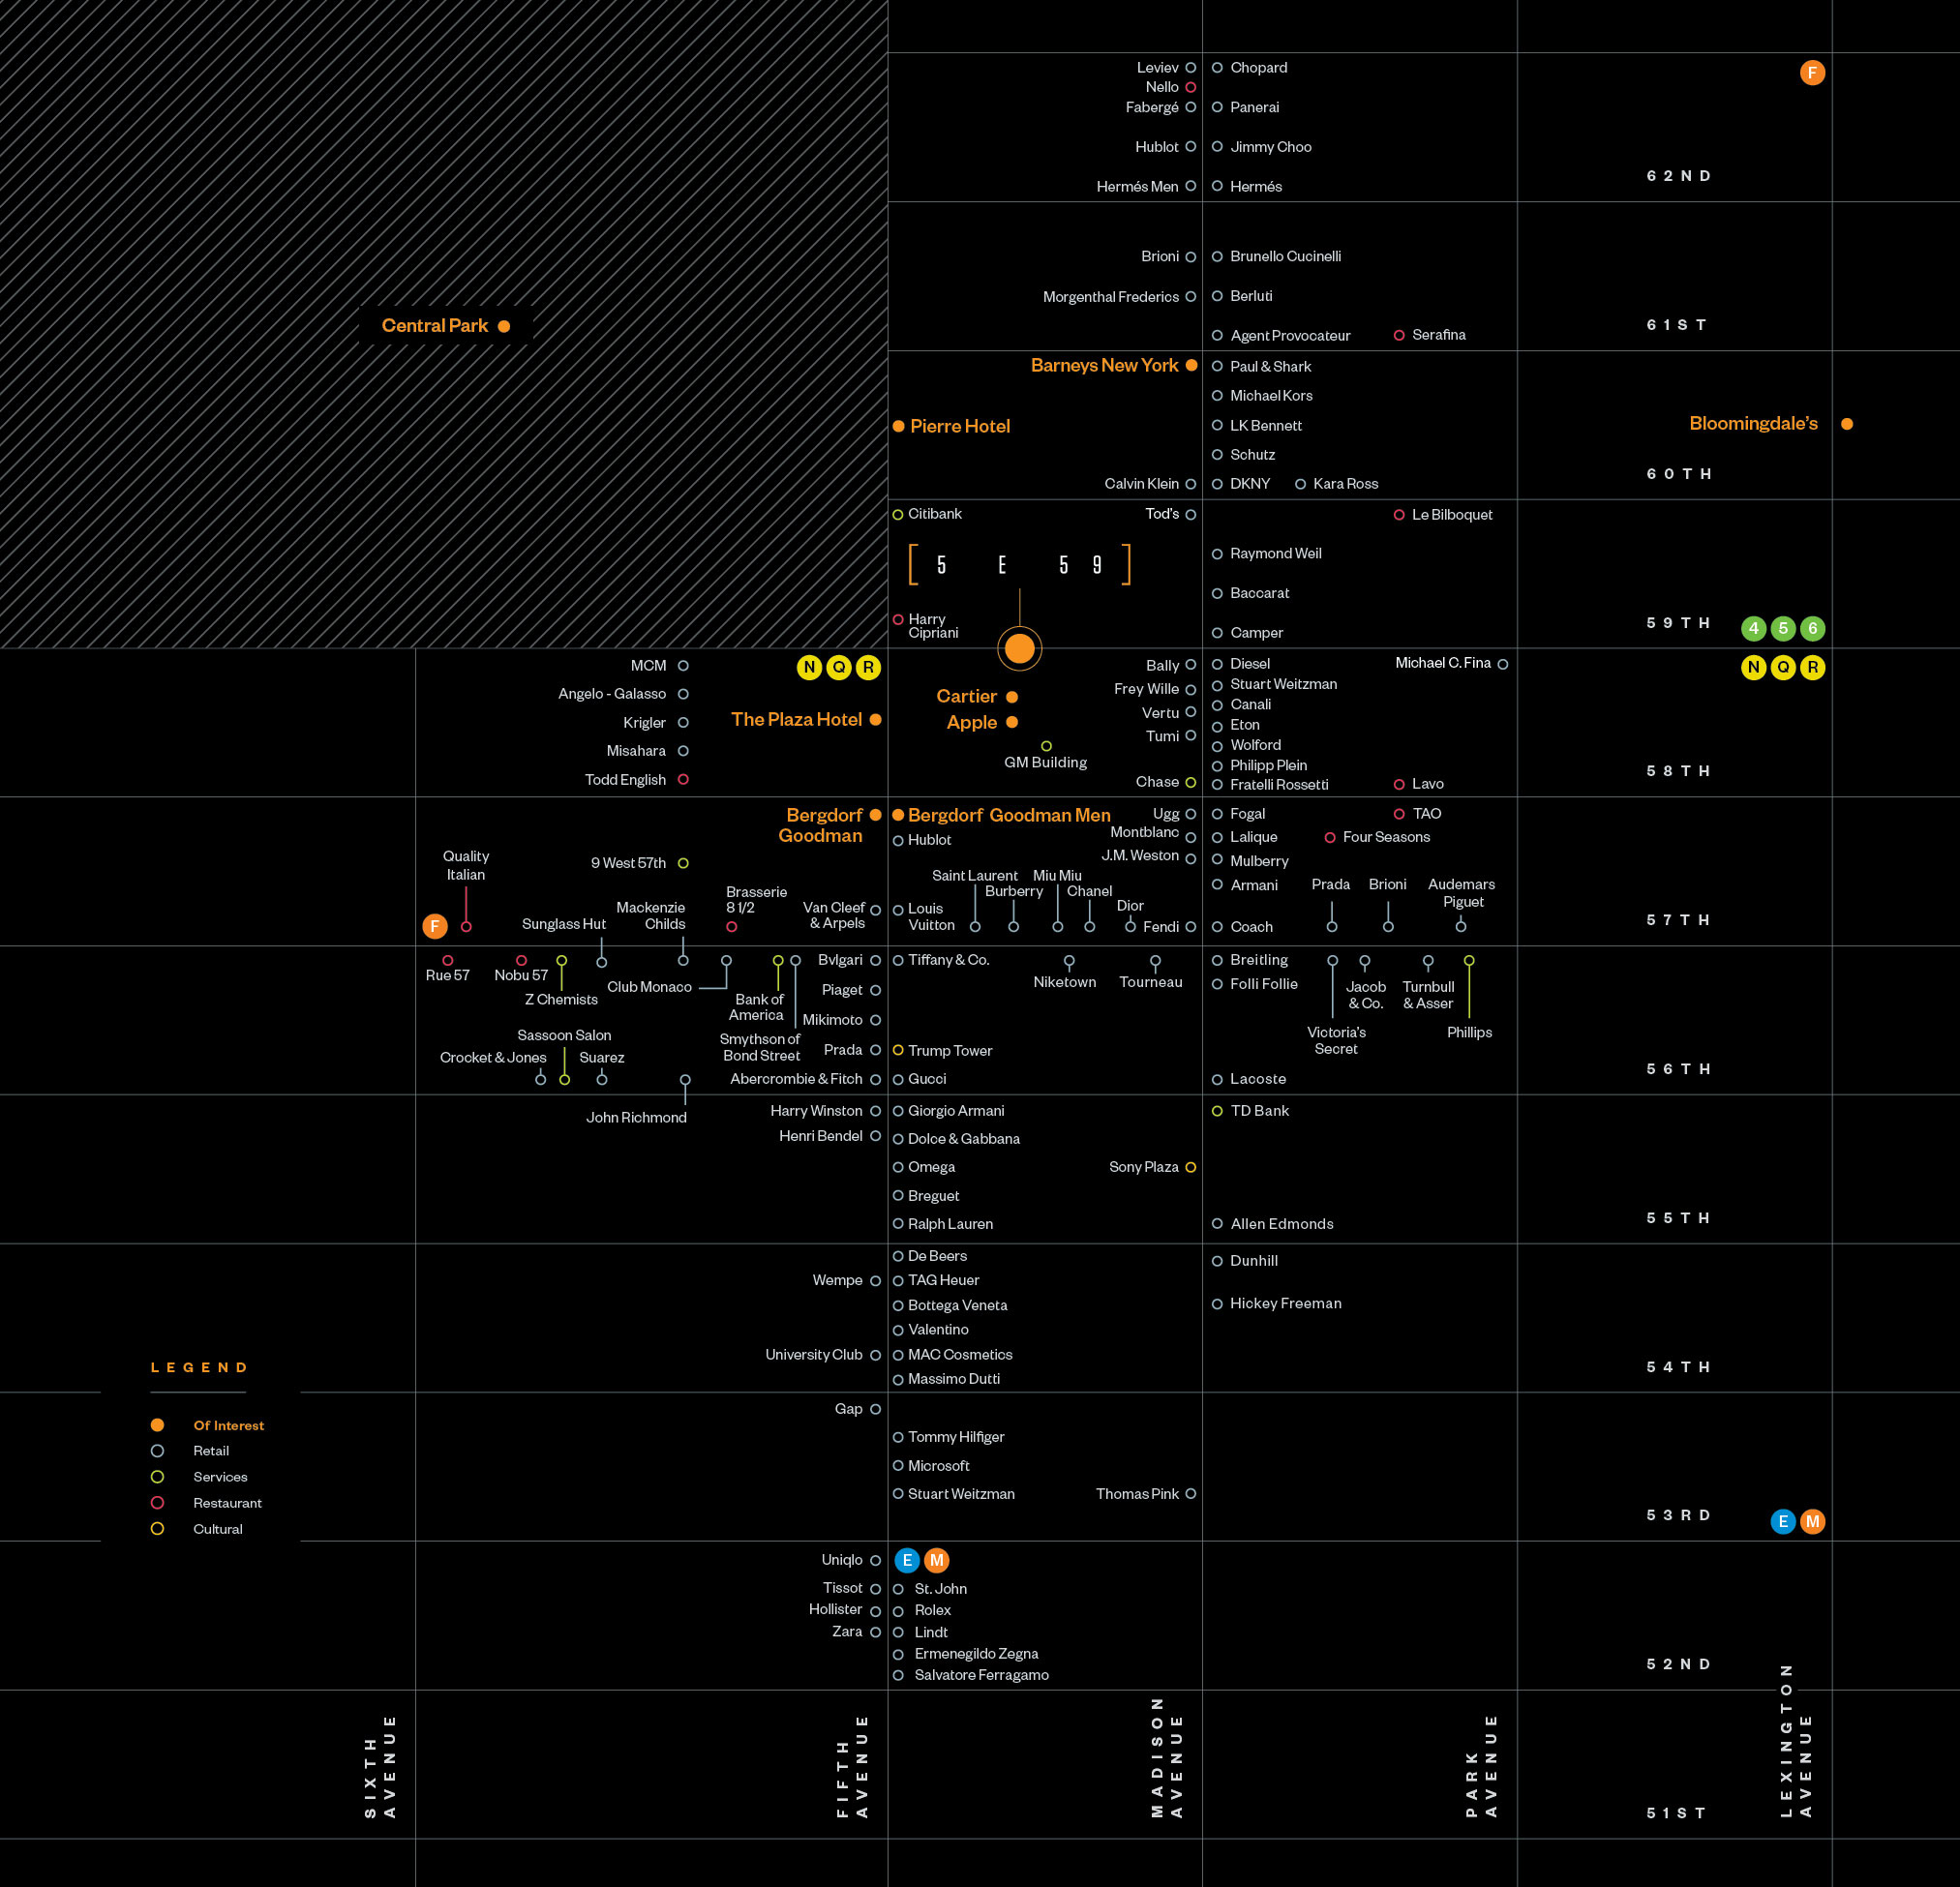 Leviev
Chopard
F
Nello
Fabergé
Panerai
Hublot
Jimmy Choo
62ND
Hermés Men
Hermés
Brioni
Brunello Cucinelli
Morgenthal Frederics
Berluti
Central Park
61ST
Agent Provocateur
Serafina
Barneys New York
Paul & Shark
Michael Kors
Pierre Hotel
LK Bennett
Bloomingdale's
Schutz
60TH
Calvin Klein
DKNY
Kara Ross
Citibank
Tod's
Le Bilboquet
Raymond Weil
[ 5 E 59 ]
Baccarat
Harry
Cipriani
Camper
59TH
4 5 6
MCM
N Q R
Bally
Diesel
Michael C. Fina
N Q R
Angelo - Galasso
Cartier
Frey Wille
Stuart Weitzman
Krigler
The Plaza Hotel
Apple
Vertu
Canali
Eton
Misahara
Tumi
Wolford
GM Building
Philipp Plein
58TH
Todd English
Chase
Fratelli Rossetti
Lavo
Bergdorf
Goodman
Bergdorf Goodman Men
Ugg
Fogal
TAO
Hublot
Montblanc
Lalique
Four Seasons
Quality
Italian
9 West 57th
J.M. Weston
Mulberry
Saint Laurent
Miu Miu
Armani
Prada
Brioni
Audemars
Piguet
Brasserie
8 1/2
Burberry
Chanel
Mackenzie
Childs
Van Cleef
& Arpels
Louis
Vuitton
Dior
F
Sunglass Hut
Fendi
Coach
57TH
Rue 57
Nobu 57
Bvlgari
Tiffany & Co.
Niketown
Tourneau
Breitling
Club Monaco
Piaget
Folli Follie
Jacob
& Co.
Turnbull
& Asser
Z Chemists
Bank of
America
Mikimoto
Victoria's
Secret
Phillips
Sassoon Salon
Smythson of
Bond Street
Prada
Trump Tower
Crocket & Jones
Suarez
56TH
Abercrombie & Fitch
Gucci
Lacoste
John Richmond
Harry Winston
Giorgio Armani
TD Bank
Henri Bendel
Dolce & Gabbana
Omega
Sony Plaza
Breguet
Ralph Lauren
Allen Edmonds
55TH
De Beers
Dunhill
Wempe
TAG Heuer
Bottega Veneta
Hickey Freeman
Valentino
University Club
MAC Cosmetics
54TH
Massimo Dutti
LEGEND
Of Interest
Retail
Services
Restaurant
Cultural
Gap
Tommy Hilfiger
Microsoft
Stuart Weitzman
Thomas Pink
53RD
E M
Uniqlo
E M
Tissot
St. John
Hollister
Rolex
Zara
Lindt
Ermenegildo Zegna
Salvatore Ferragamo
52ND
SIXTH
AVENUE
FIFTH
AVENUE
MADISON
AVENUE
PARK
AVENUE
LEXINGTON
AVENUE
51ST